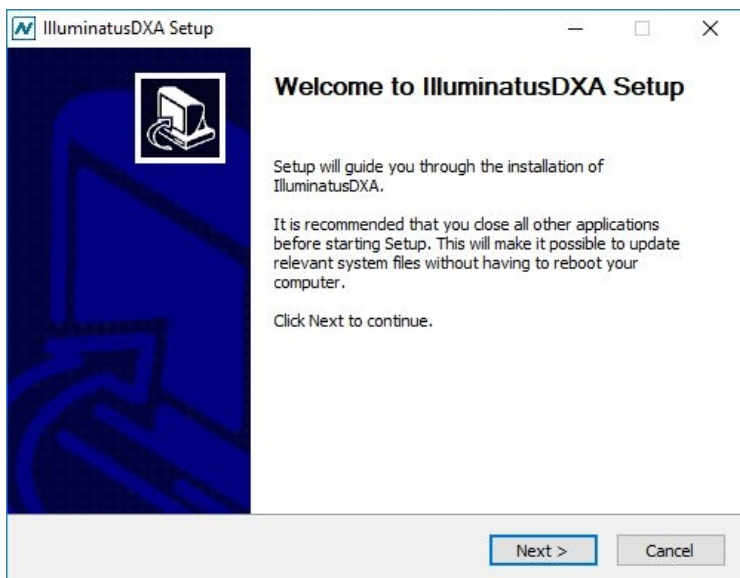 IlluminatusDXA Setup
Welcome to IlluminatusDXA Setup
Setup will guide you through the installation of
IlluminatusDXA.
It is recommended that you close all other applications
before starting Setup. This will make it possible to update
relevant system files without having to reboot your
computer.
Click Next to continue.
Next >
Cancel